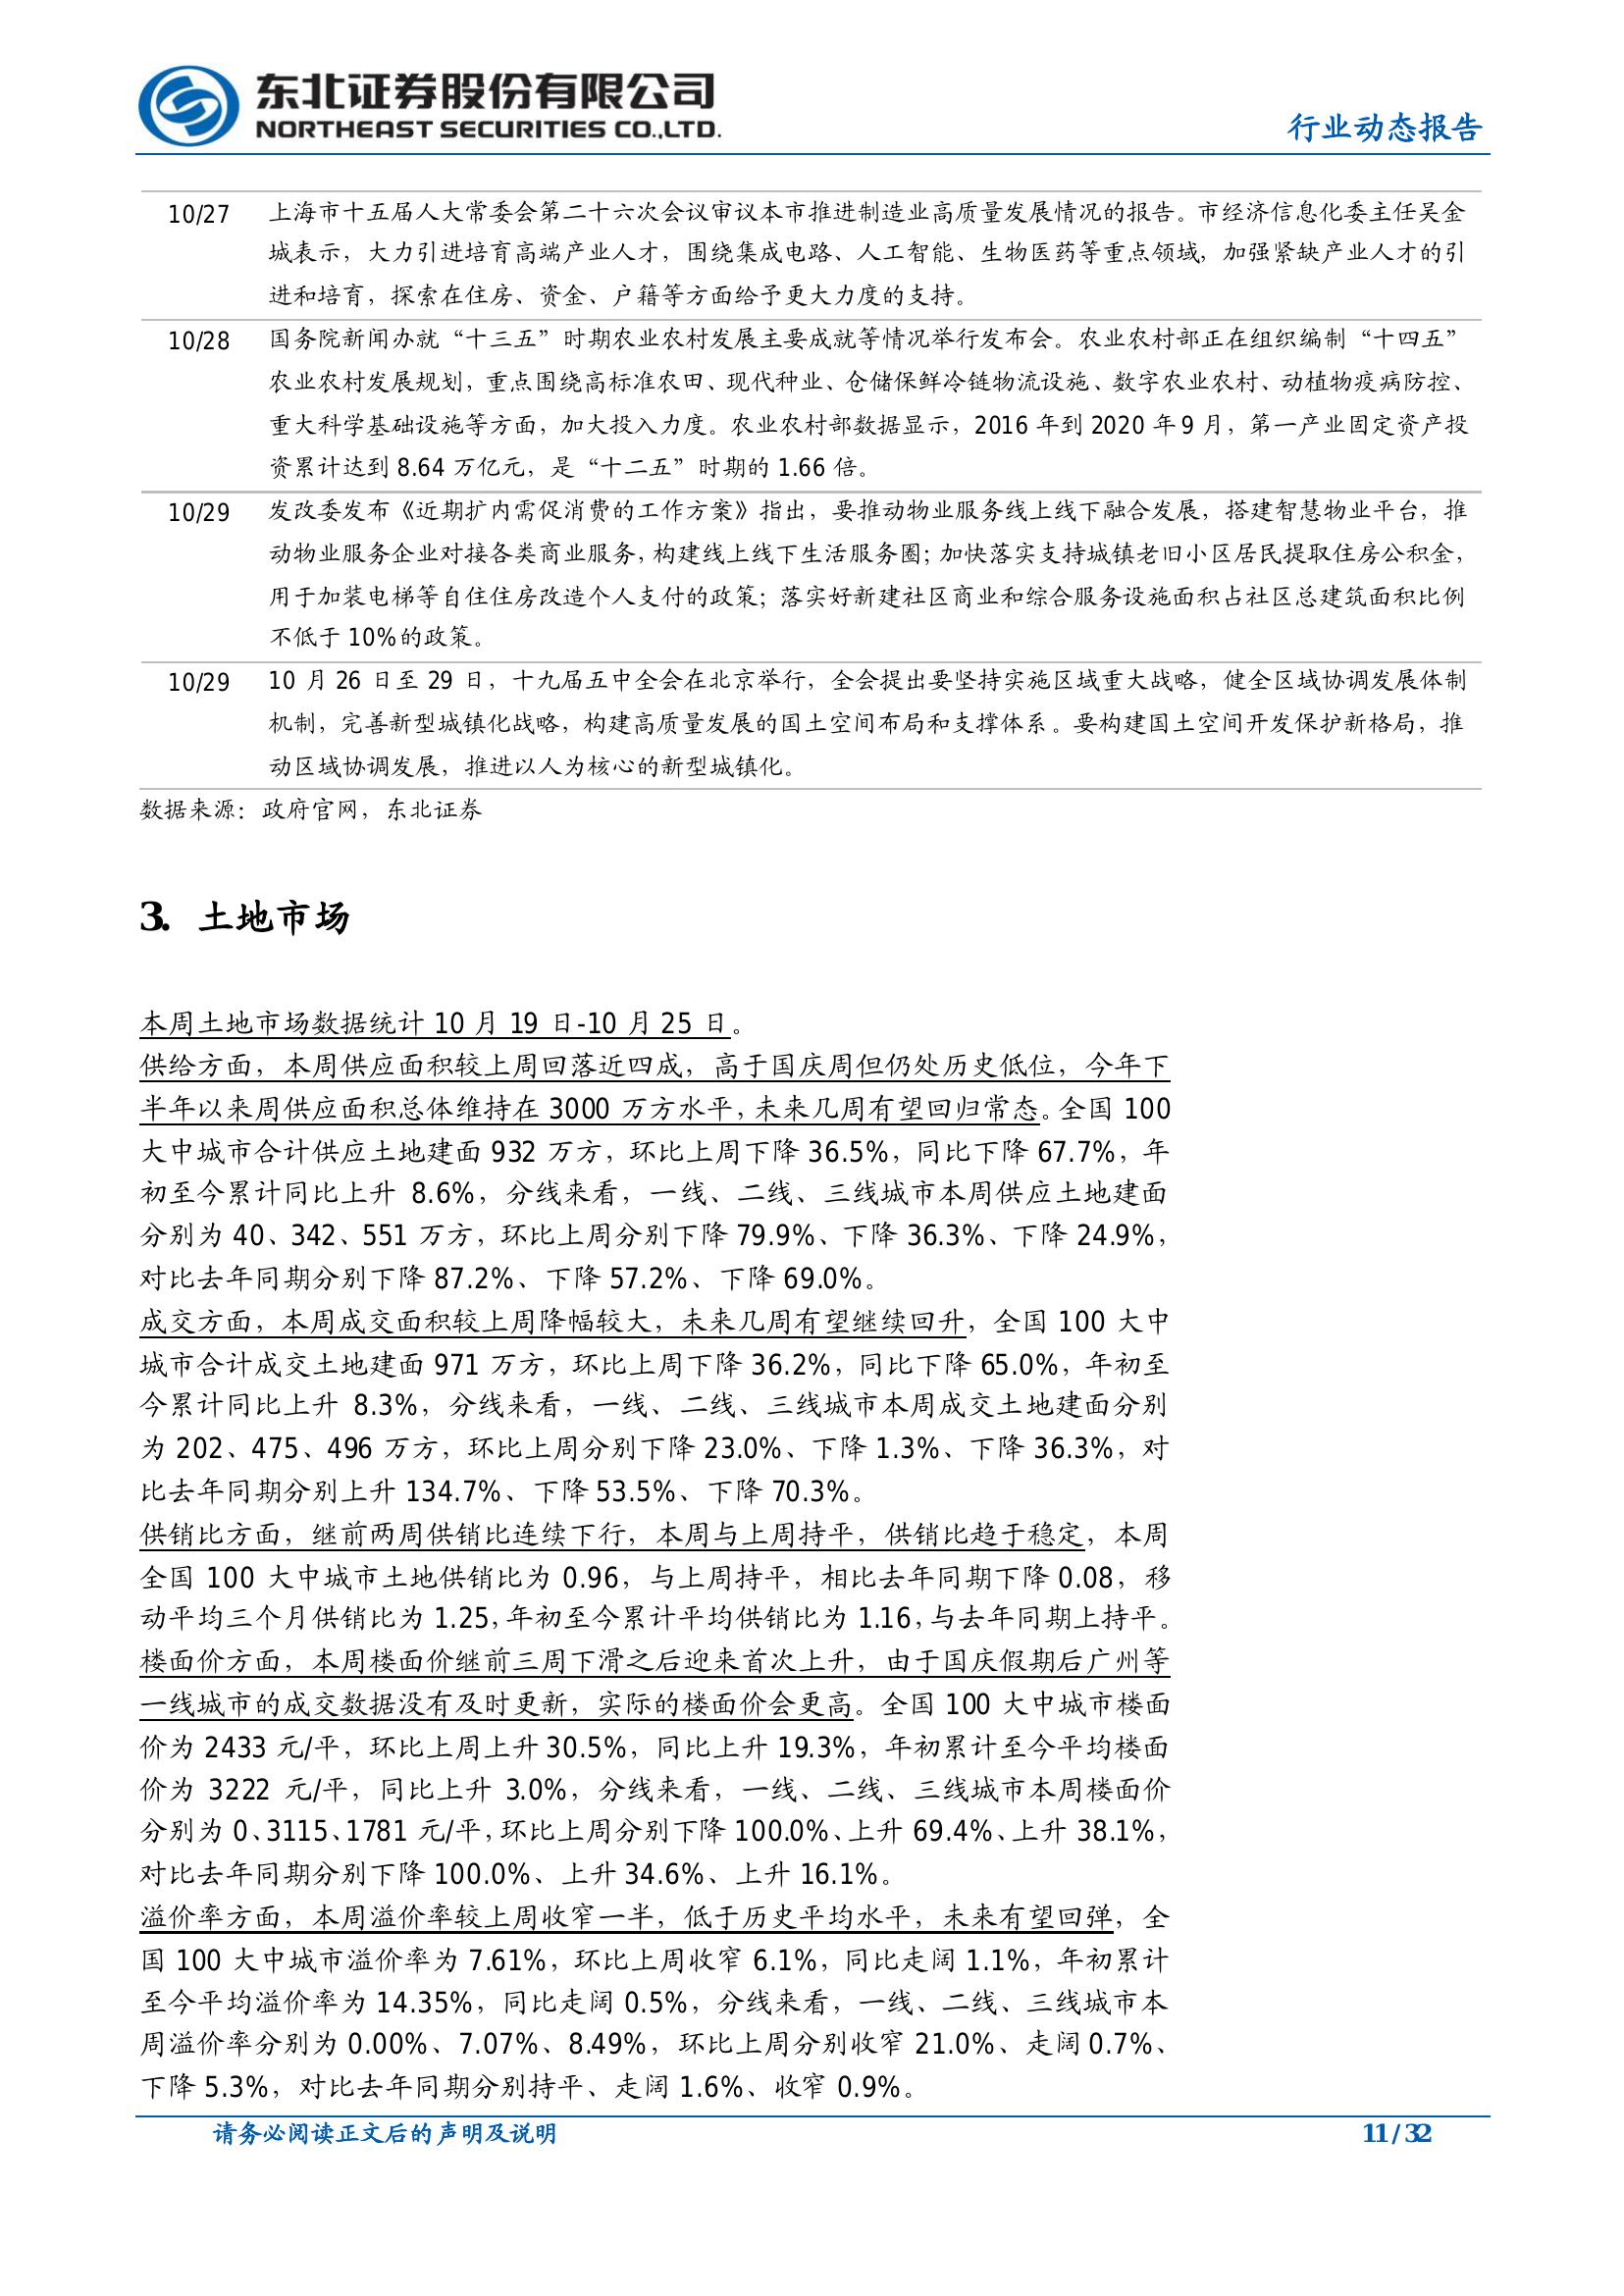 东北证券股份有限公司
NORTHEAST SECURITIES CO.,LTD.
行业动态报告
10/27 上海市十五届人大常委会第二十六次会议审议本市推进制造业高质量发展情况的报告。市经济信息化委主任吴金
城表示，大力引进培育高端产业人才，围绕集成电路、人工智能、生物医药等重点领域，加强紧缺产业人才的引
进和培育，探索在住房、资金、户籍等方面给予更大力度的支持。
10/28 国务院新闻办就“十三五”时期农业农村发展主要成就等情况举行发布会。农业农村部正在组织编制“十四五”
农业农村发展规划，重点围绕高标准农田、现代种业、仓储保鲜冷链物流设施、数字农业农村、动植物疫病防控、
重大科学基础设施等方面，加大投入力度。农业农村部数据显示，2016 年到 2020 年 9 月，第一产业固定资产投
资累计达到 8.64 万亿元，是“十二五”时期的 1.66 倍。
10/29 发改委发布《近期扩内需促消费的工作方案》指出，要推动物业服务线上线下融合发展，搭建智慧物业平台，推
动物业服务企业对接各类商业服务，构建线上线下生活服务圈；加快落实支持城镇老旧小区居民提取住房公积金，
用于加装电梯等自住住房改造个人支付的政策；落实好新建社区商业和综合服务设施面积占社区总建筑面积比例
不低于 10%的政策。
10/29 10 月 26 日至 29 日，十九届五中全会在北京举行，全会提出要坚持实施区域重大战略，健全区域协调发展体制
机制，完善新型城镇化战略，构建高质量发展的国土空间布局和支撑体系。要构建国土空间开发保护新格局，推
动区域协调发展，推进以人为核心的新型城镇化。
数据来源：政府官网，东北证券
3. 土地市场
本周土地市场数据统计 10 月 19 日-10 月 25 日。
供给方面，本周供应面积较上周回落近四成，高于国庆周但仍处历史低位，今年下
半年以来周供应面积总体维持在 3000 万方水平，未来几周有望回归常态。全国 100
大中城市合计供应土地建面 932 万方，环比上周下降 36.5%，同比下降 67.7%，年
初至今累计同比上升 8.6%，分线来看，一线、二线、三线城市本周供应土地建面
分别为 40、342、551 万方，环比上周分别下降 79.9%、下降 36.3%、下降 24.9%，
对比去年同期分别下降 87.2%、下降 57.2%、下降 69.0%。
成交方面，本周成交面积较上周降幅较大，未来几周有望继续回升，全国 100 大中
城市合计成交土地建面 971 万方，环比上周下降 36.2%，同比下降 65.0%，年初至
今累计同比上升 8.3%，分线来看，一线、二线、三线城市本周成交土地建面分别
为 202、475、496 万方，环比上周分别下降 23.0%、下降 1.3%、下降 36.3%，对
比去年同期分别上升 134.7%、下降 53.5%、下降 70.3%。
供销比方面，继前两周供销比连续下行，本周与上周持平，供销比趋于稳定，本周
全国 100 大中城市土地供销比为 0.96，与上周持平，相比去年同期下降 0.08，移
动平均三个月供销比为 1.25，年初至今累计平均供销比为 1.16，与去年同期上持平。
楼面价方面，本周楼面价继前三周下滑之后迎来首次上升，由于国庆假期后广州等
一线城市的成交数据没有及时更新，实际的楼面价会更高。全国 100 大中城市楼面
价为 2433 元/平，环比上周上升 30.5%，同比上升 19.3%，年初累计至今平均楼面
价为 3222 元/平，同比上升 3.0%，分线来看，一线、二线、三线城市本周楼面价
分别为 0、3115、1781 元/平，环比上周分别下降 100.0%、上升 69.4%、上升 38.1%，
对比去年同期分别下降 100.0%、上升 34.6%、上升 16.1%。
溢价率方面，本周溢价率较上周收窄一半，低于历史平均水平，未来有望回弹，全
国 100 大中城市溢价率为 7.61%，环比上周收窄 6.1%，同比走阔 1.1%，年初累计
至今平均溢价率为 14.35%，同比走阔 0.5%，分线来看，一线、二线、三线城市本
周溢价率分别为 0.00%、7.07%、8.49%，环比上周分别收窄 21.0%、走阔 0.7%、
下降 5.3%，对比去年同期分别持平、走阔 1.6%、收窄 0.9%。
请务必阅读正文后的声明及说明
11 / 32